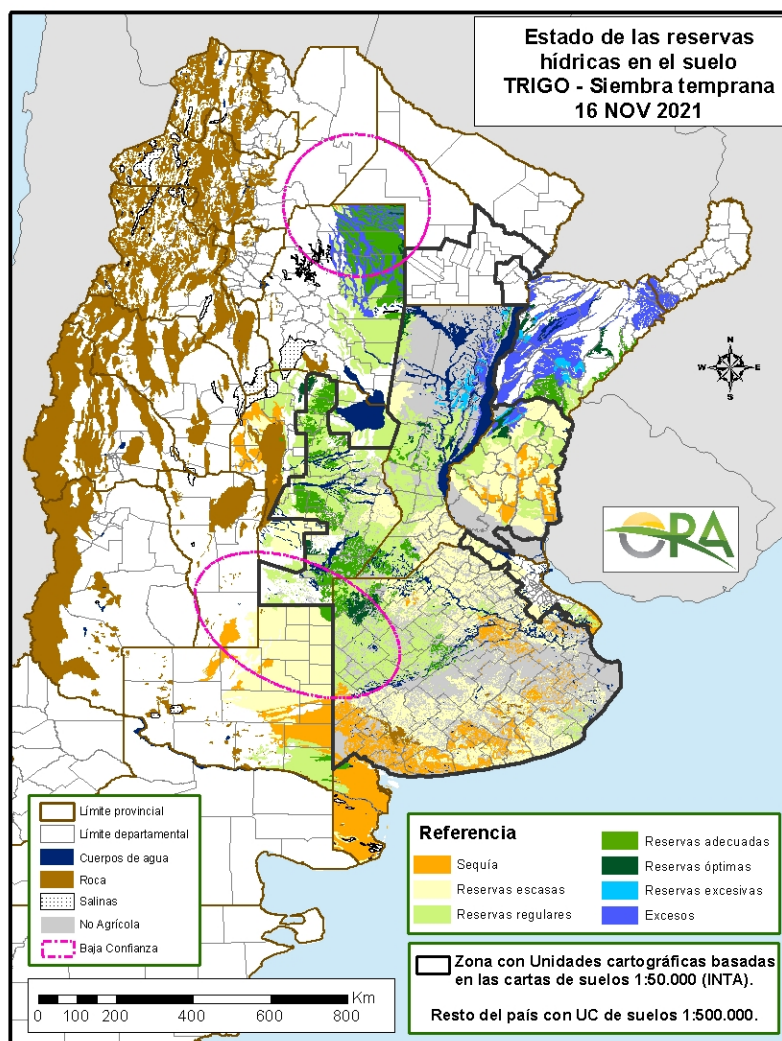 Estado de las reservas
hídricas en el suelo
TRIGO - Siembra temprana
16 NOV 2021
N
W
E
S
ORA
Límite provincial
Límite departamental
Cuerpos de agua
Roca
Salinas
No Agrícola
Baja Confianza
Referencia
Sequía
Reservas escasas
Reservas regulares
Reservas adecuadas
Reservas óptimas
Reservas excesivas
Excesos
Zona con Unidades cartográficas basadas
en las cartas de suelos 1:50.000 (INTA).
Resto del país con UC de suelos 1:500.000.
0 100 200 400 600 800 Km